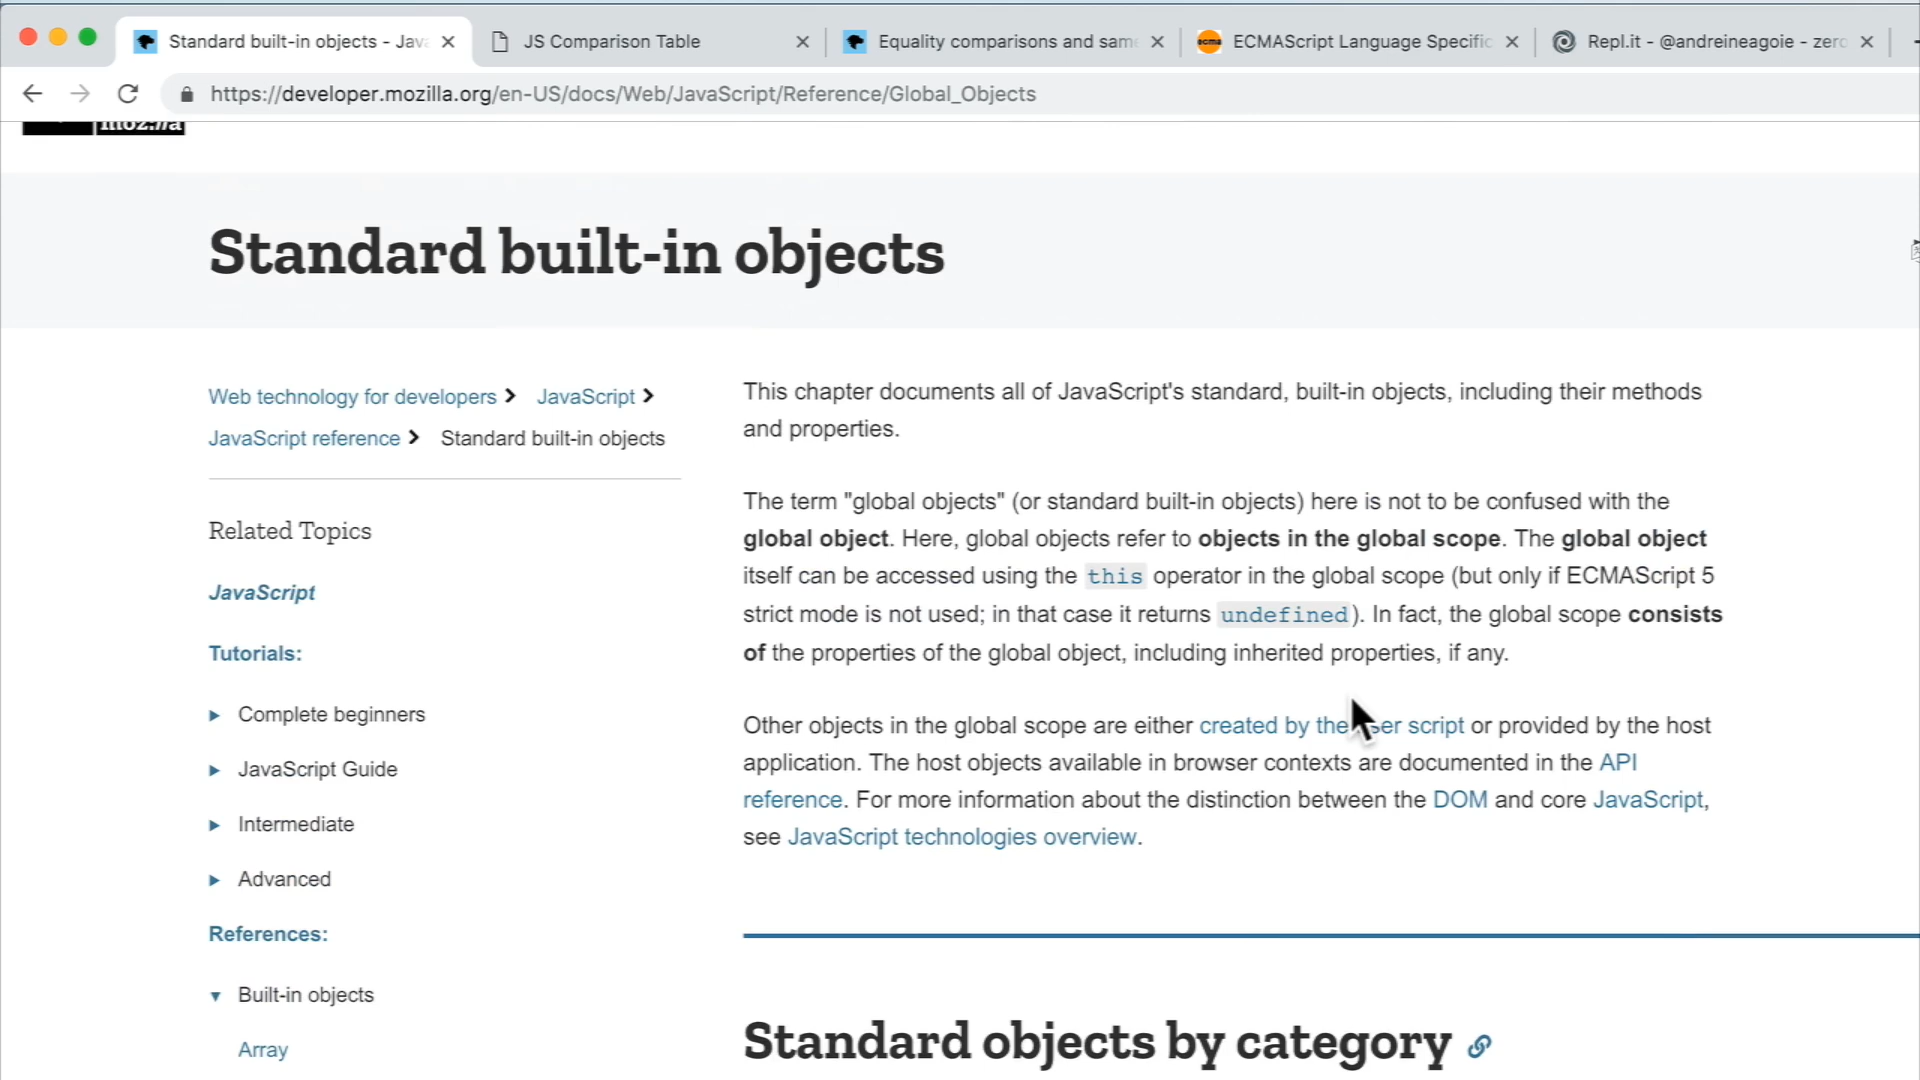 Standard built-in objects - Jav
JS Comparison Table
Equality comparisons and sam
ECMAScript Language Specific
Repl.it - @andreineagoie - zero
https://developer.mozilla.org/en-US/docs/Web/JavaScript/Reference/Global_Objects
moz://a
Standard built-in objects
Web technology for developers
JavaScript
JavaScript reference
Standard built-in objects
Related Topics
JavaScript
Tutorials:
Complete beginners
JavaScript Guide
Intermediate
Advanced
References:
Built-in objects
Array
This chapter documents all of JavaScript's standard, built-in objects, including their methods
and properties.
The term "global objects" (or standard built-in objects) here is not to be confused with the
global object. Here, global objects refer to objects in the global scope. The global object
itself can be accessed using the this operator in the global scope (but only if ECMAScript 5
strict mode is not used; in that case it returns undefined). In fact, the global scope consists
of the properties of the global object, including inherited properties, if any.
Other objects in the global scope are either created by the user script or provided by the host
application. The host objects available in browser contexts are documented in the API
reference. For more information about the distinction between the DOM and core JavaScript,
see JavaScript technologies overview.
Standard objects by category